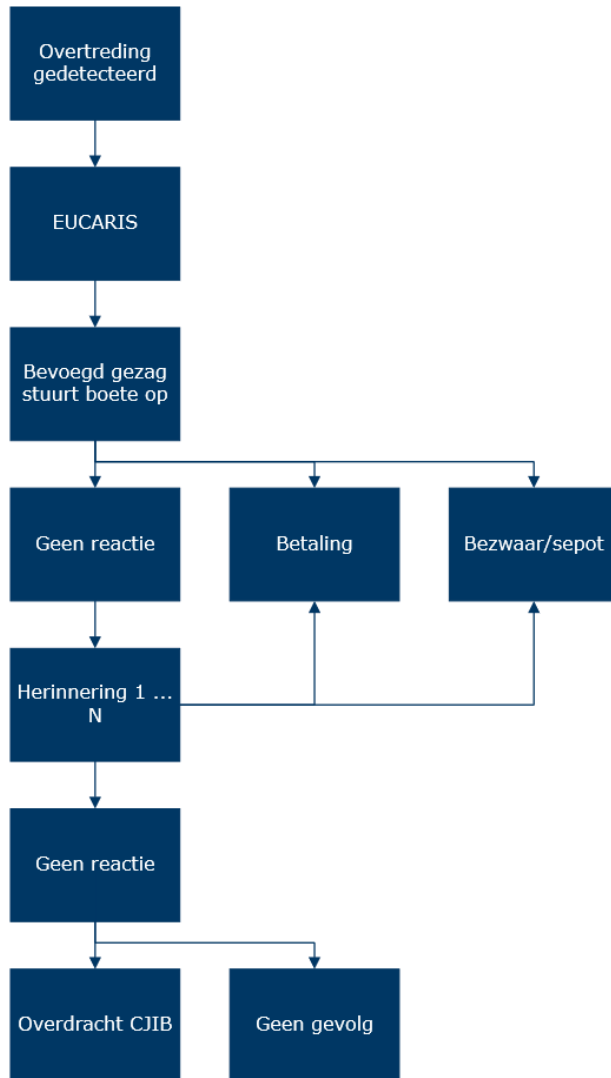 Overtreding
gedetecteerd
EUCARIS
Bevoegd gezag
stuurt boete op
Geen reactie
Betaling
Bezwaar/sepot
Herinnering 1 ...
N
Geen reactie
Overdracht CJIB
Geen gevolg